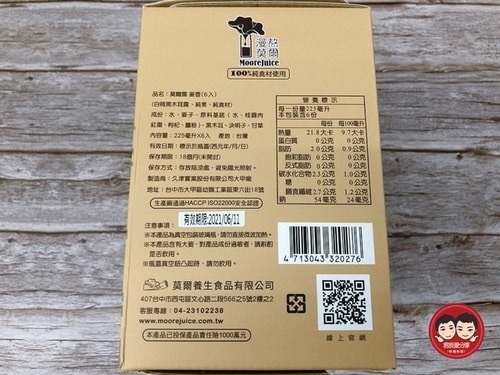 漫熬
莫爾
Moorejuice
100%純食材使用
品名：莫爾露 麥香(6入)
(白背黑木耳露、純素、純食材)
成份：水、麥子、原料基底（水、桂圓肉
紅棗、枸杞、
黑木耳、決明子、甘草
內容量：225毫升X6入 產地：台灣
有效日期：標示於瓶蓋(西元年/月/日)
保存期限：18個月(未開封)
保存方式：存放陰涼處，避免陽光照射。
製造商：久津實業股份有限公司大甲廠
地址：台中市大甲區幼獅工業區東六街18號
生產廠通過HACCP ISO22000安全認證
有效期限:2021/06/11
營養標示
每一份量225毫升
本包裝含6份
每份 每100毫升
熱量 21.8大卡 9.7大卡
蛋白質 0公克 0公克
脂肪 2.0公克 0.9公克
飽和脂肪 0公克 0公克
反式脂肪 0公克 0公克
碳水化合物 2.3公克 1.0公克
糖 0公克 0公克
膳食纖維 2.7公克 1.2公克
鈉 54毫克 24毫克
注意事項：
※本產品為真空包裝玻璃瓶，請勿直接微波加熱。
※本產品含有大麥，對產品成份過敏者，請斟酌
是否飲用。
※瓶蓋真空鈕凸起時，請勿飲用。
4713043320276
莫爾養生食品有限公司
407台中市西屯區文心路二段566之5號2樓之2
客服專線：04-23102238
www.moorejuice.com.tw
本產品已投保產品責任險1000萬元
線上官網
君辰愛分享